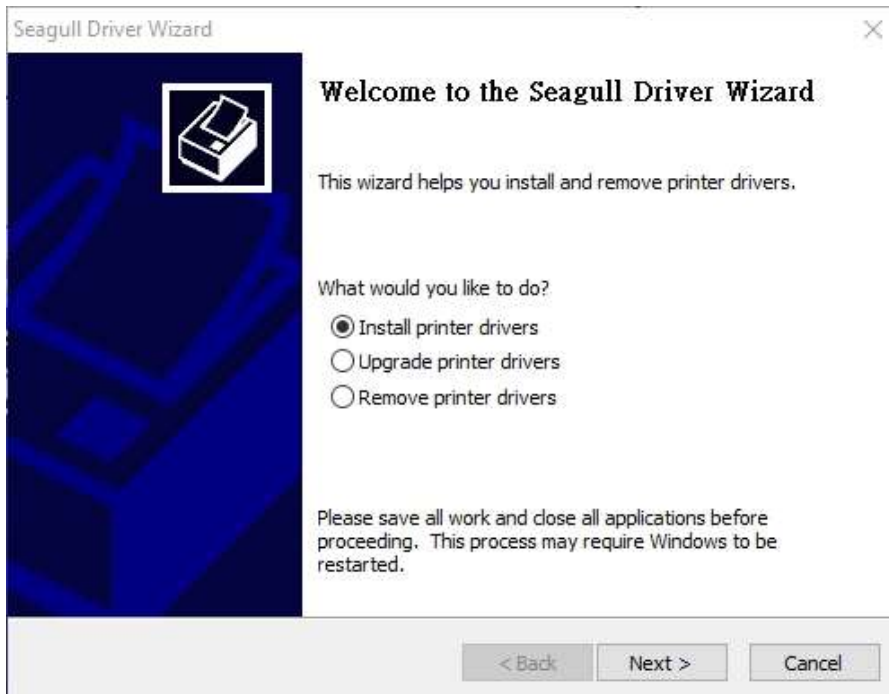 Seagull Driver Wizard
Welcome to the Seagull Driver Wizard
This wizard helps you install and remove printer drivers.
What would you like to do?
Install printer drivers
Upgrade printer drivers
Remove printer drivers
Please save all work and close all applications before
proceeding.  This process may require Windows to be
restarted.
< Back Next > Cancel